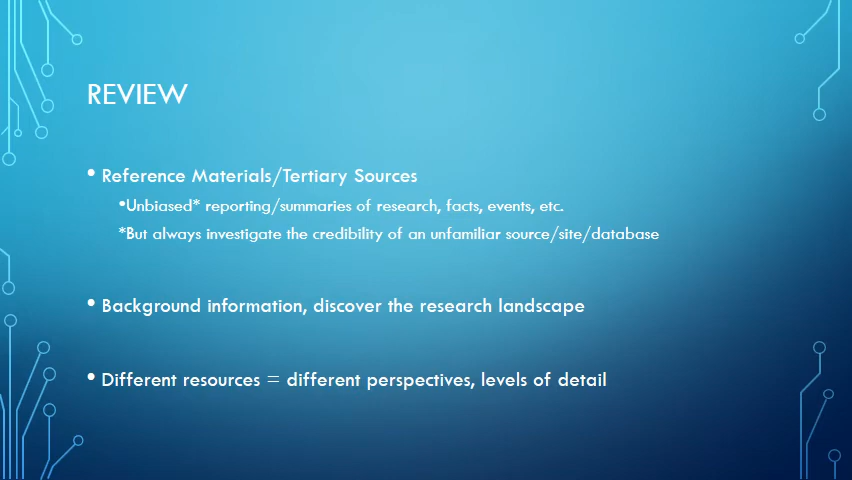 REVIEW
• Reference Materials/Tertiary Sources
•Unbiased* reporting/summaries of research, facts, events, etc.
*But always investigate the credibility of an unfamiliar source/site/database
• Background information, discover the research landscape
• Different resources = different perspectives, levels of detail